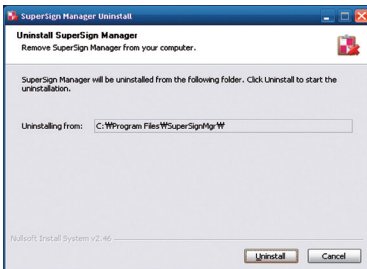 SuperSign Manager Uninstall
Uninstall SuperSign Manager
Remove SuperSign Manager from your computer.
SuperSign Manager will be uninstalled from the following folder. Click Uninstall to start the
uninstallation.
Uninstalling from: C:₩Program Files₩SuperSignMgr₩
Nullsoft Install System v2.46
Uninstall Cancel